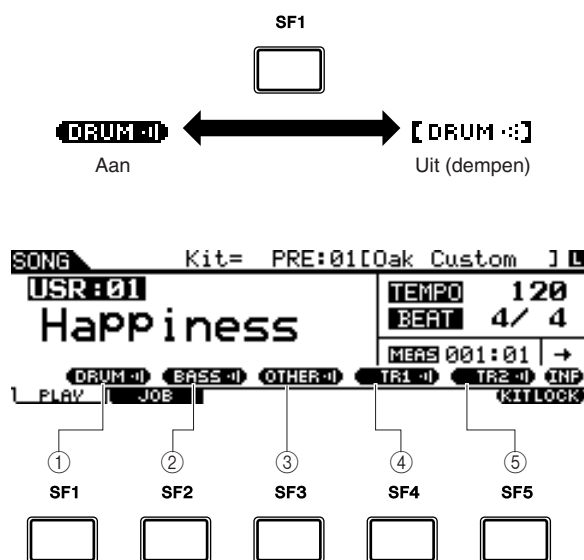 SF1
DRUM
[DRUM]
Aan
Uit (dempen)
SONG Kit= PRE:01[Oak Custom ] L
USR:01
TEMPO 120
Happiness
BEAT 4/ 4
MEAS 001:01 →
DRUM BASS OTHER TR1 TR2 INP
PLAY JOB KITLOCK
① ② ③ ④ ⑤
SF1 SF2 SF3 SF4 SF5